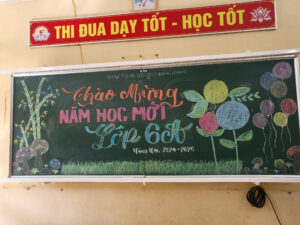 THI ĐUA DẠY TỐT - HỌC TỐT
Chào Mừng
NĂM HỌC MỚI
Lớp 6A
Năm học: 2024-2025